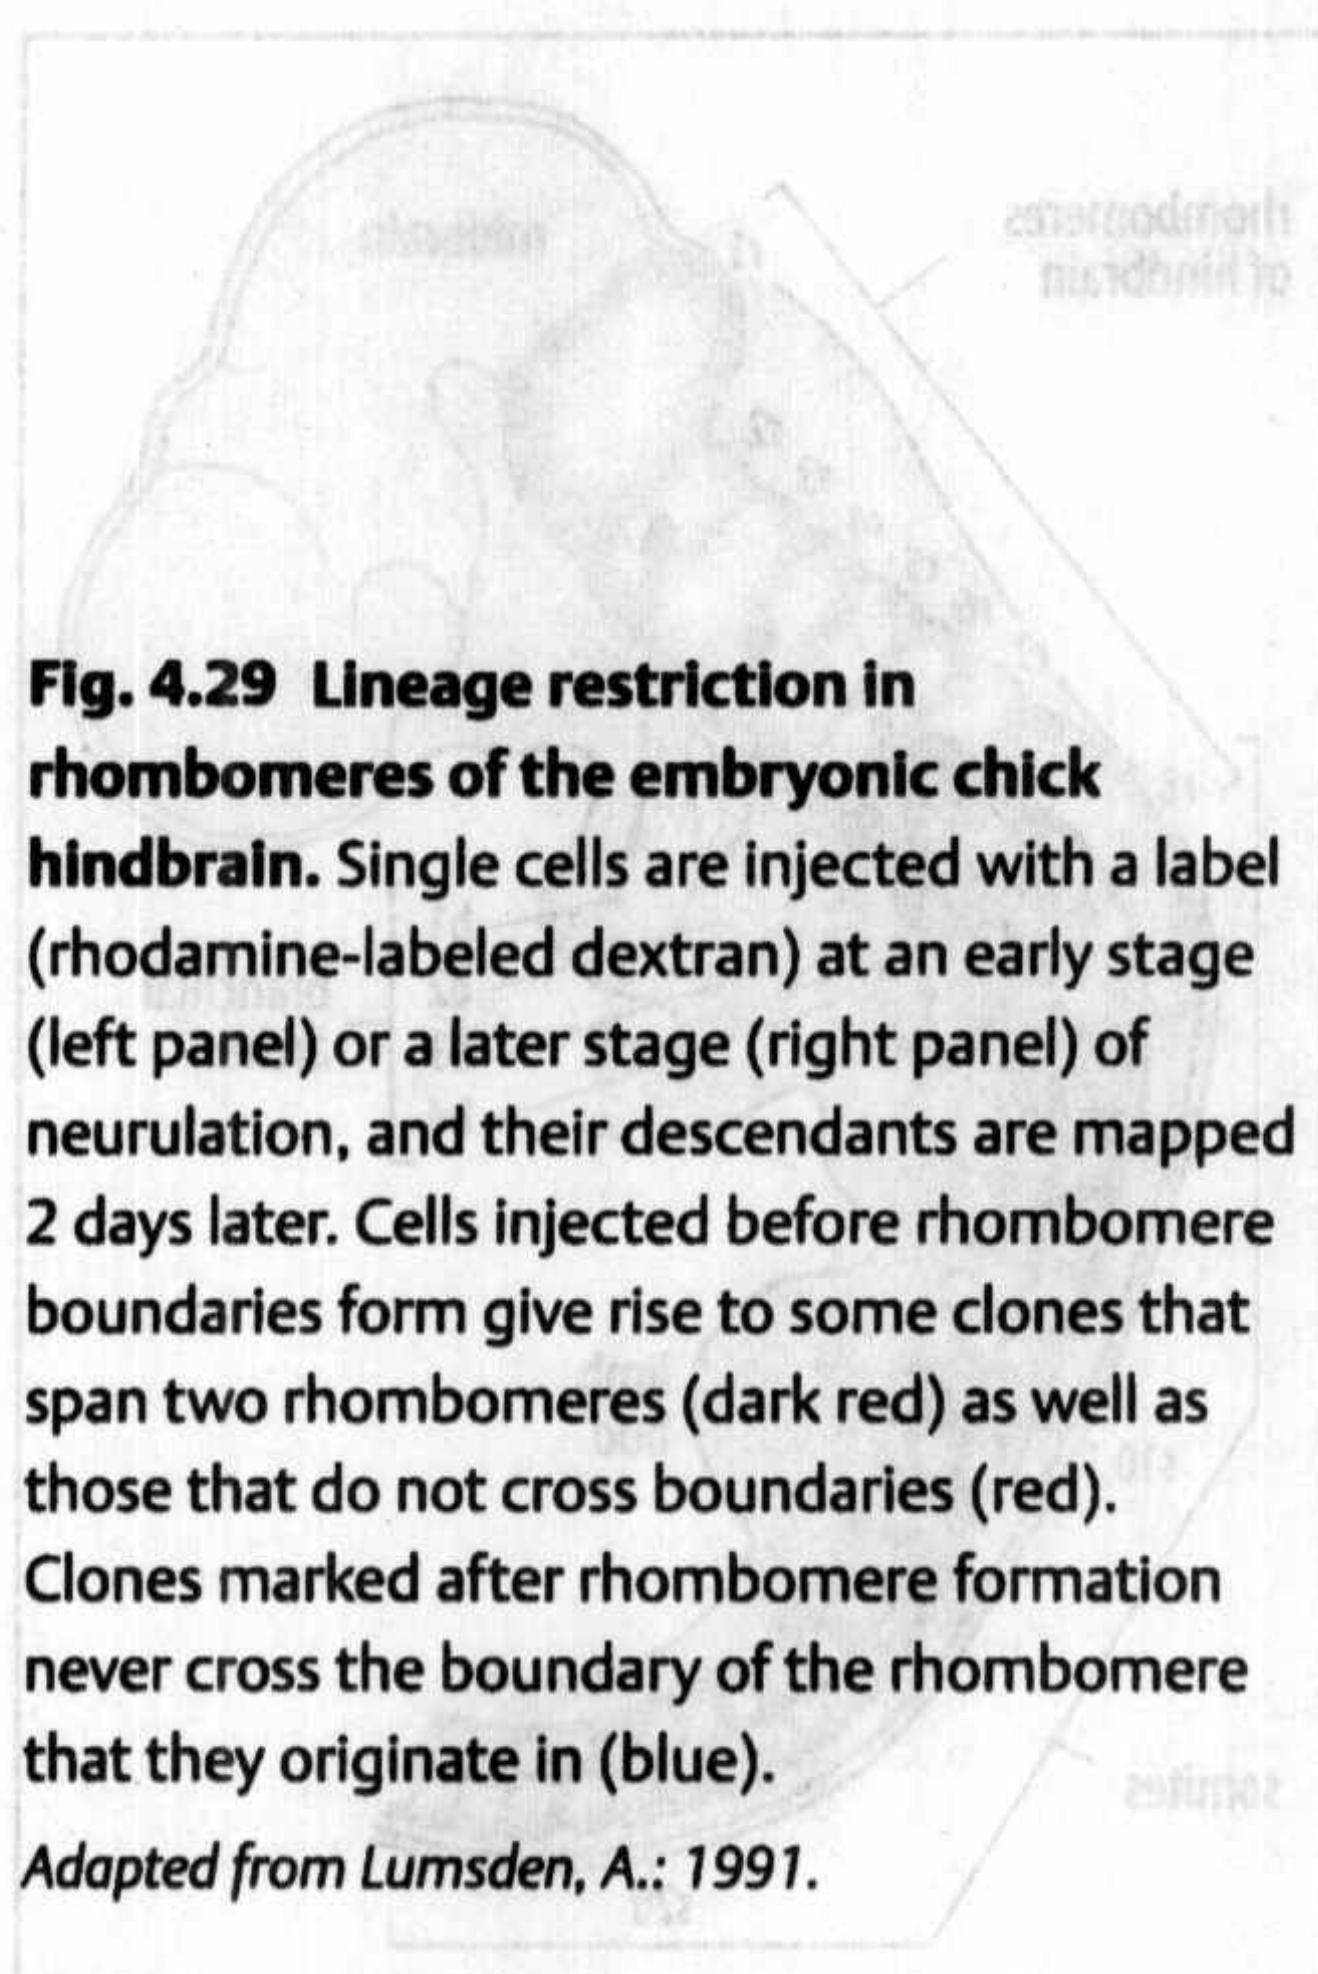 Fig. 4.29 Lineage restriction in
rhombomeres of the embryonic chick
hindbrain. Single cells are injected with a label
(rhodamine-labeled dextran) at an early stage
(left panel) or a later stage (right panel) of
neurulation, and their descendants are mapped
2 days later. Cells injected before rhombomere
boundaries form give rise to some clones that
span two rhombomeres (dark red) as well as
those that do not cross boundaries (red).
Clones marked after rhombomere formation
never cross the boundary of the rhombomere
that they originate in (blue).
Adapted from Lumsden, A.: 1991.